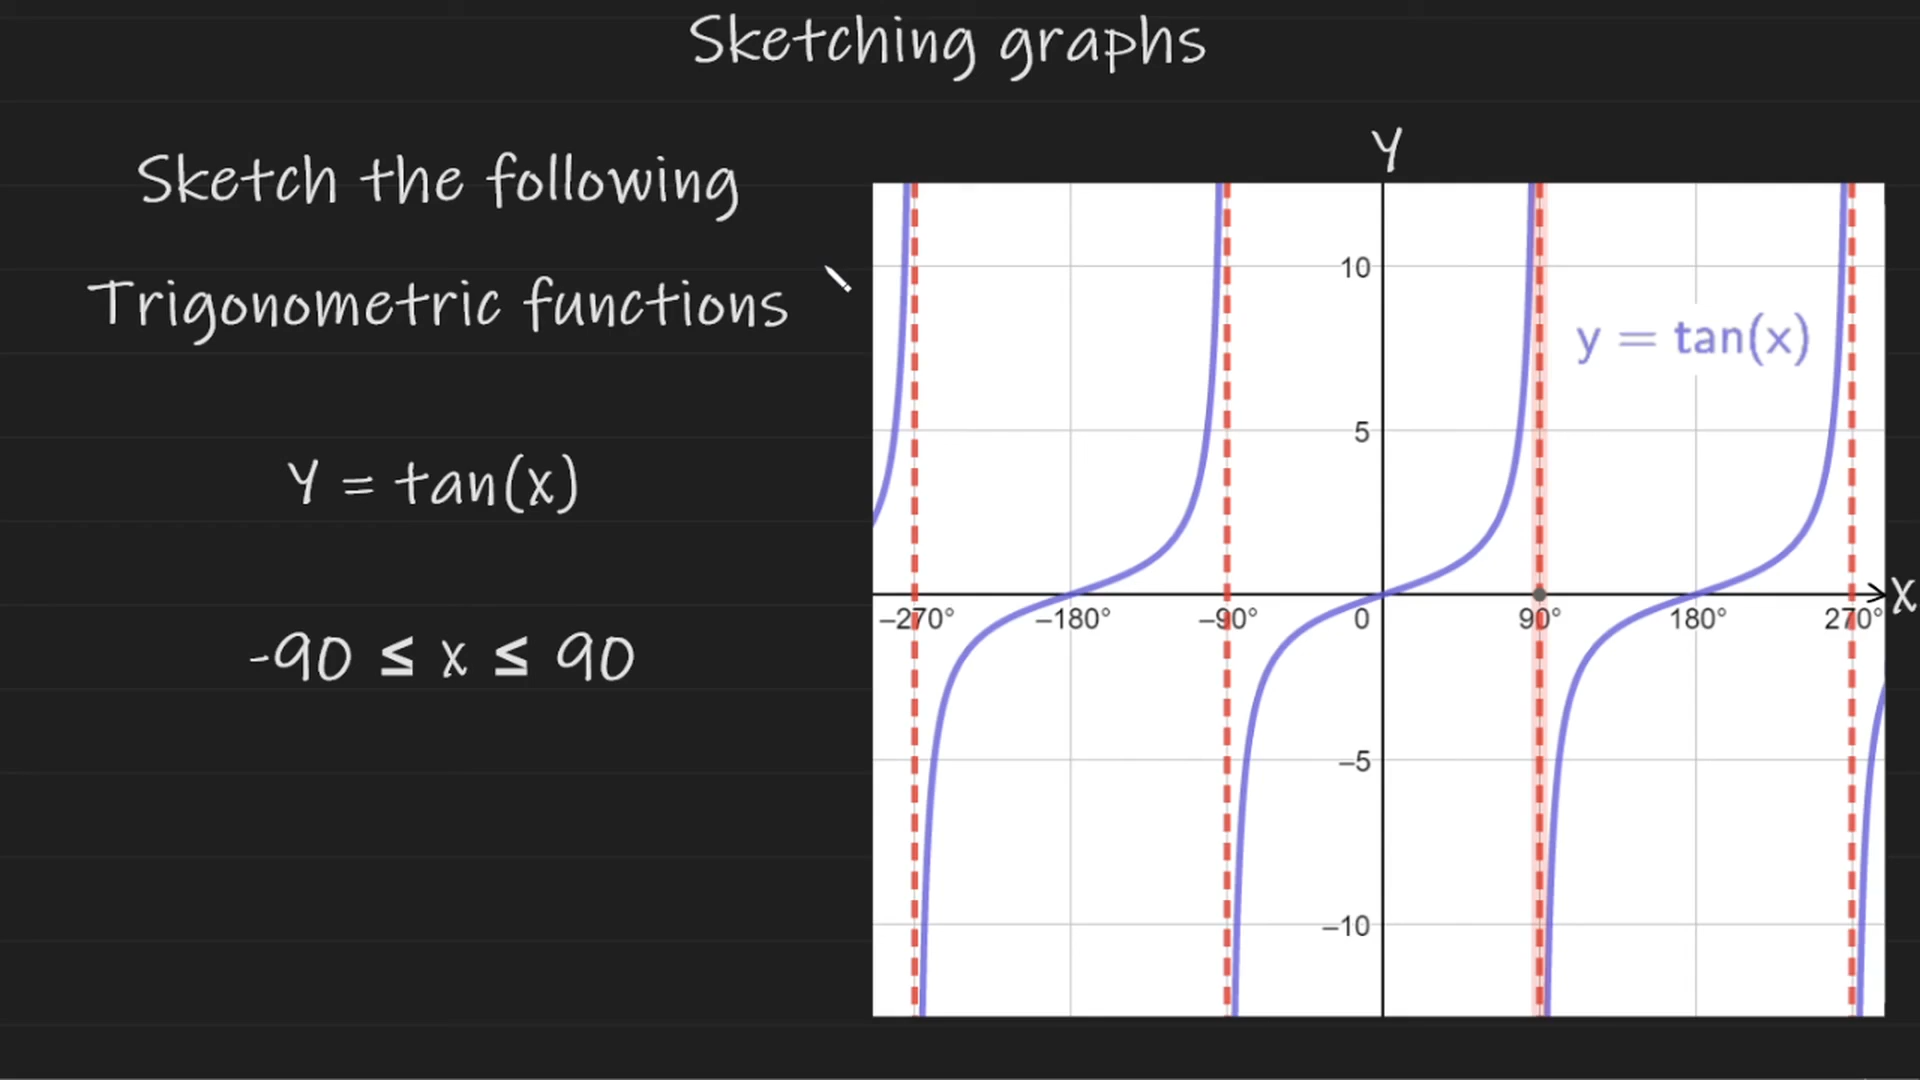 Sketching graphs
Sketch the following
Trigonometric functions
Y = tan(x)
-90 ≤ x ≤ 90
Y
10
5
y = tan(x)
X
−270° −180° −90° 0 90° 180° 270°
−5
−10